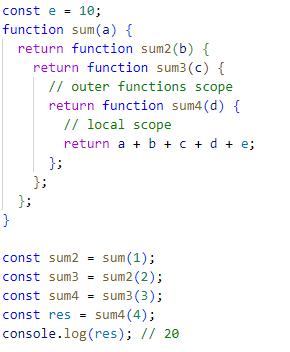 const e = 10;
function sum(a) {
  return function sum2(b) {
    return function sum3(c) {
      // outer functions scope
      return function sum4(d) {
        // local scope
        return a + b + c + d + e;
      };
    };
  };
}

const sum2 = sum(1);
const sum3 = sum2(2);
const sum4 = sum3(3);
const res = sum4(4);
console.log(res); // 20